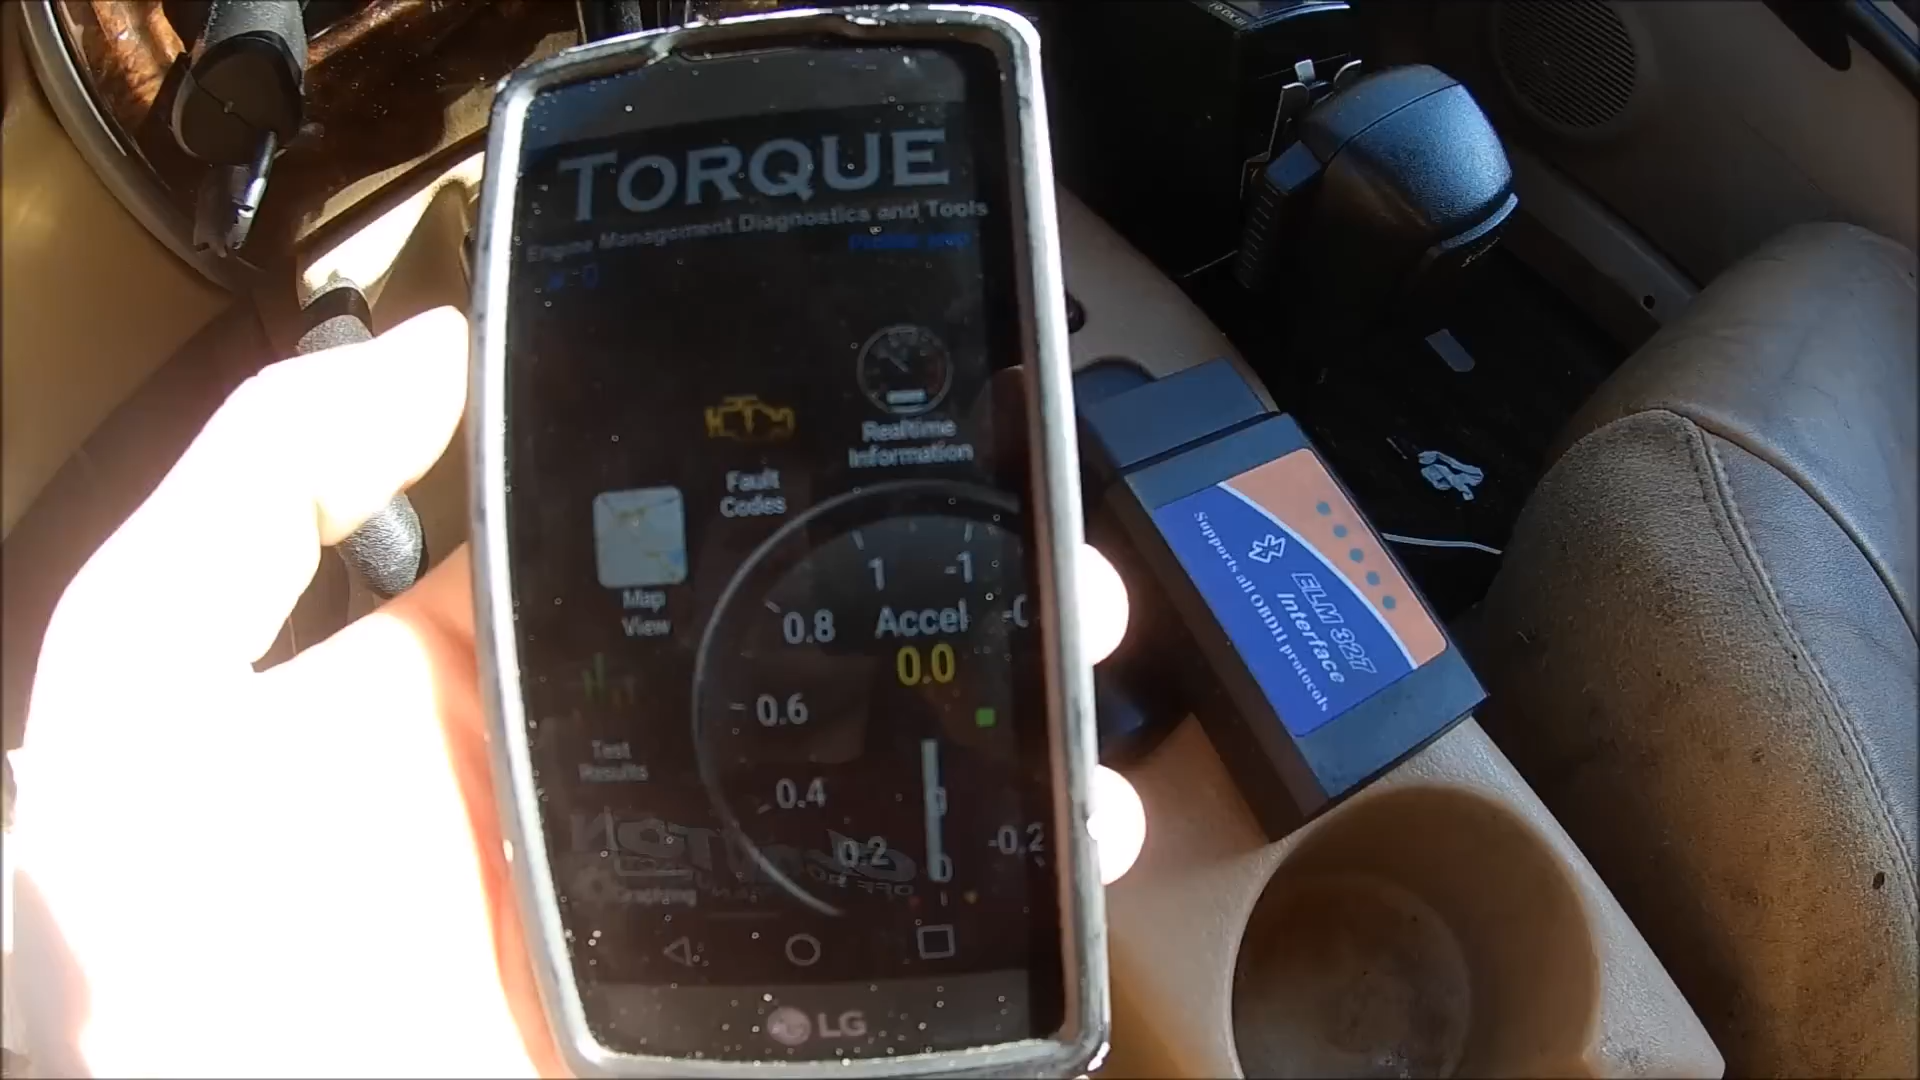 TORQUE
Engine Management Diagnostics and Tools
Realtime
Information
Fault
Codes
Map
View
Test
Results
1
-1
0.8
Accel
0.0
0.6
0.4
0.2
-0.2
0
LG
Supports all OBDII protocols
ELM 327
Interface